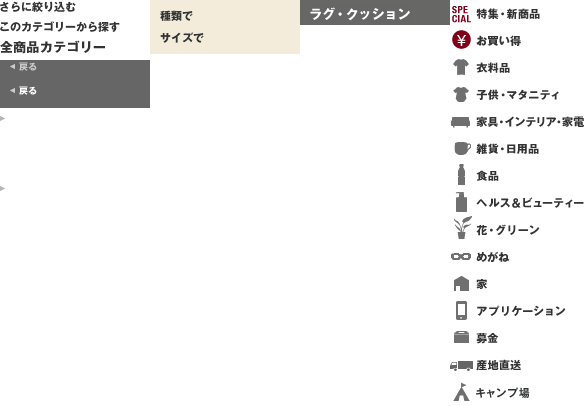 さらに絞り込む
このカテゴリーから探す
全商品カテゴリー
戻る
戻る
種類で
サイズで
ラグ・クッション
SPE
CIAL
特集・新商品
¥
お買い得
衣料品
子供・マタニティ
家具・インテリア・家電
雑貨・日用品
食品
ヘルス&ビューティー
花・グリーン
めがね
家
アプリケーション
募金
産地直送
キャンプ場